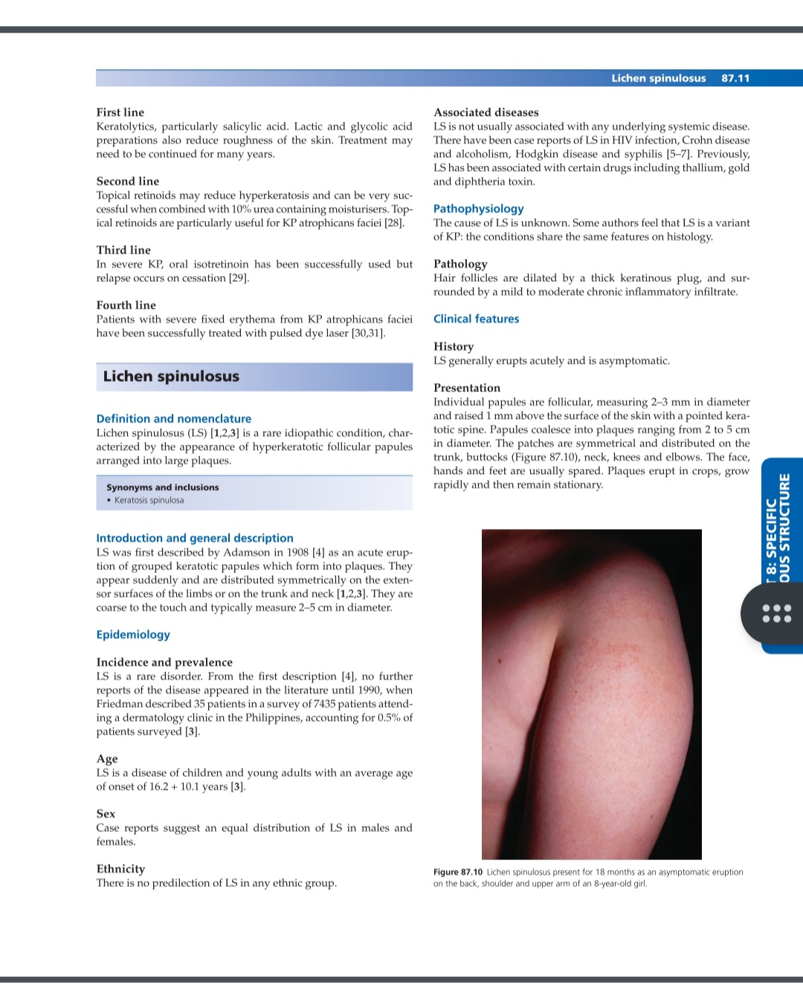 Lichen spinulosus 87.11
First line
Keratolytics, particularly salicylic acid. Lactic and glycolic acid
preparations also reduce roughness of the skin. Treatment may
need to be continued for many years.
Second line
Topical retinoids may reduce hyperkeratosis and can be very suc-
cessful when combined with 10% urea containing moisturisers. Top-
ical retinoids are particularly useful for KP atrophicans faciei [28].
Third line
In severe KP, oral isotretinoin has been successfully used but
relapse occurs on cessation [29].
Fourth line
Patients with severe fixed erythema from KP atrophicans faciei
have been successfully treated with pulsed dye laser [30,31].
Lichen spinulosus
Definition and nomenclature
Lichen spinulosus (LS) [1,2,3] is a rare idiopathic condition, char-
acterized by the appearance of hyperkeratotic follicular papules
arranged into large plaques.
Synonyms and inclusions
• Keratosis spinulosa
Introduction and general description
LS was first described by Adamson in 1908 [4] as an acute erup-
tion of grouped keratotic papules which form into plaques. They
appear suddenly and are distributed symmetrically on the exten-
sor surfaces of the limbs or on the trunk and neck [1,2,3]. They are
coarse to the touch and typically measure 2–5 cm in diameter.
Epidemiology
Incidence and prevalence
LS is a rare disorder. From the first description [4], no further
reports of the disease appeared in the literature until 1990, when
Friedman described 35 patients in a survey of 7435 patients attend-
ing a dermatology clinic in the Philippines, accounting for 0.5% of
patients surveyed [3].
Age
LS is a disease of children and young adults with an average age
of onset of 16.2 + 10.1 years [3].
Sex
Case reports suggest an equal distribution of LS in males and
females.
Ethnicity
There is no predilection of LS in any ethnic group.
Associated diseases
LS is not usually associated with any underlying systemic disease.
There have been case reports of LS in HIV infection, Crohn disease
and alcoholism, Hodgkin disease and syphilis [5–7]. Previously,
LS has been associated with certain drugs including thallium, gold
and diphtheria toxin.
Pathophysiology
The cause of LS is unknown. Some authors feel that LS is a variant
of KP: the conditions share the same features on histology.
Pathology
Hair follicles are dilated by a thick keratinous plug, and sur-
rounded by a mild to moderate chronic inflammatory infiltrate.
Clinical features
History
LS generally erupts acutely and is asymptomatic.
Presentation
Individual papules are follicular, measuring 2–3 mm in diameter
and raised 1 mm above the surface of the skin with a pointed kera-
totic spine. Papules coalesce into plaques ranging from 2 to 5 cm
in diameter. The patches are symmetrical and distributed on the
trunk, buttocks (Figure 87.10), neck, knees and elbows. The face,
hands and feet are usually spared. Plaques erupt in crops, grow
rapidly and then remain stationary.
Figure 87.10 Lichen spinulosus present for 18 months as an asymptomatic eruption
on the back, shoulder and upper arm of an 8-year-old girl.
8: SPECIFIC
OUS STRUCTURE